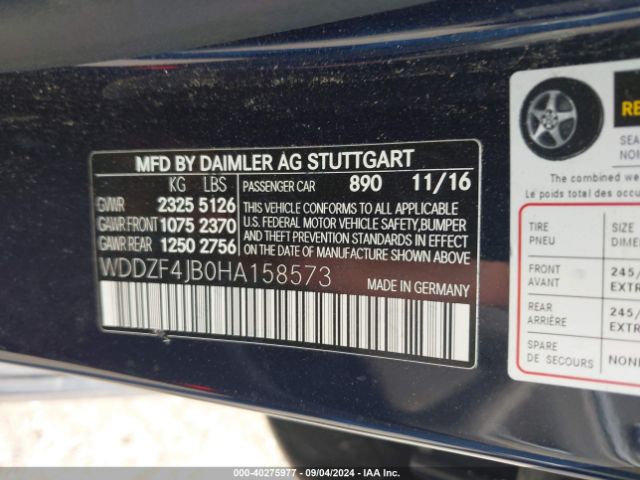 MFD BY DAIMLER AG STUTTGART
KG LBS
GVWR 2325 5126
GAWR FRONT 1075 2370
GAWR REAR 1250 2756
PASSENGER CAR 890 11/16
THIS VEHICLE CONFORMS TO ALL APPLICABLE
U.S. FEDERAL MOTOR VEHICLE SAFETY, BUMPER
AND THEFT PREVENTION STANDARDS IN EFFECT
ON THE DATE OF MANUFACTURE SHOWN ABOVE.
WDDZF4JB0HA158573
MADE IN GERMANY
The combined w
Le poids total des occu
TIRE
PNEU
SIZE
FRONT
AVANT
245/
EXTR
REAR
ARRIÈRE
245/
EXTR
SPARE
DE SECOURS
NON
000-40275977 - 09/04/2024 - IAA Inc.